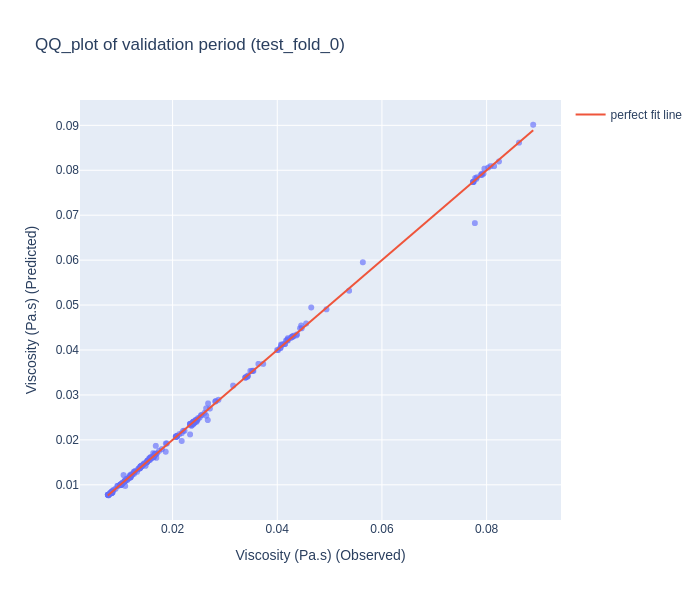 QQ_plot of validation period (test_fold_0)
perfect fit line
0.09
0.08
0.07
0.06
0.05
0.04
0.03
0.02
0.01
Viscosity (Pa.s) (Predicted)
0.02 0.04 0.06 0.08
Viscosity (Pa.s) (Observed)